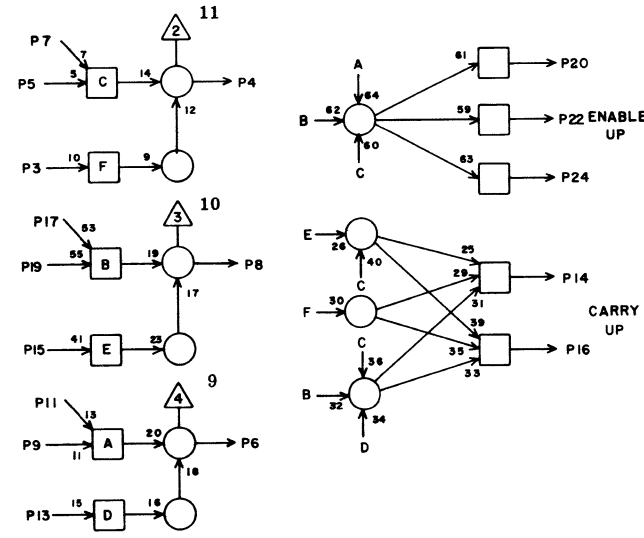 11
2
P7
7
P5 5 C 14 P4
12
P3 10 F 9
10
3
P17
53
P19 55 B 19 P8
17
P15 41 E 23
9
4
P11
13
P9 11 A 20 P6
18
P13 15 D 16
61 P20
A
64
B 62 59 P22 ENABLE
UP
60
63 P24
C
E 26 25
40
C 29 P14
F 30 31
CARRY
UP
39
C 35 P16
36 33
B 32
34
D